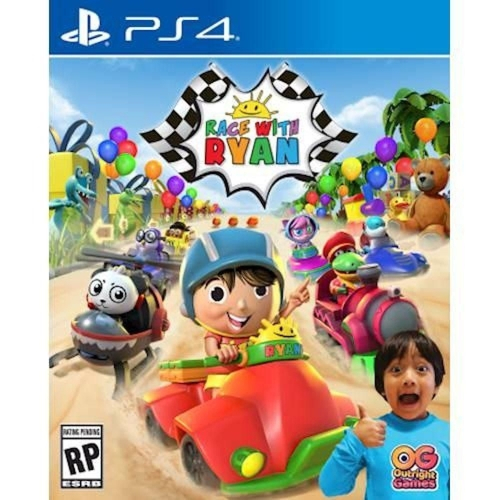 PS4
RACE WITH
RYAN
RYAN
RATING PENDING
RP
ESRB
OG
Outright
Games